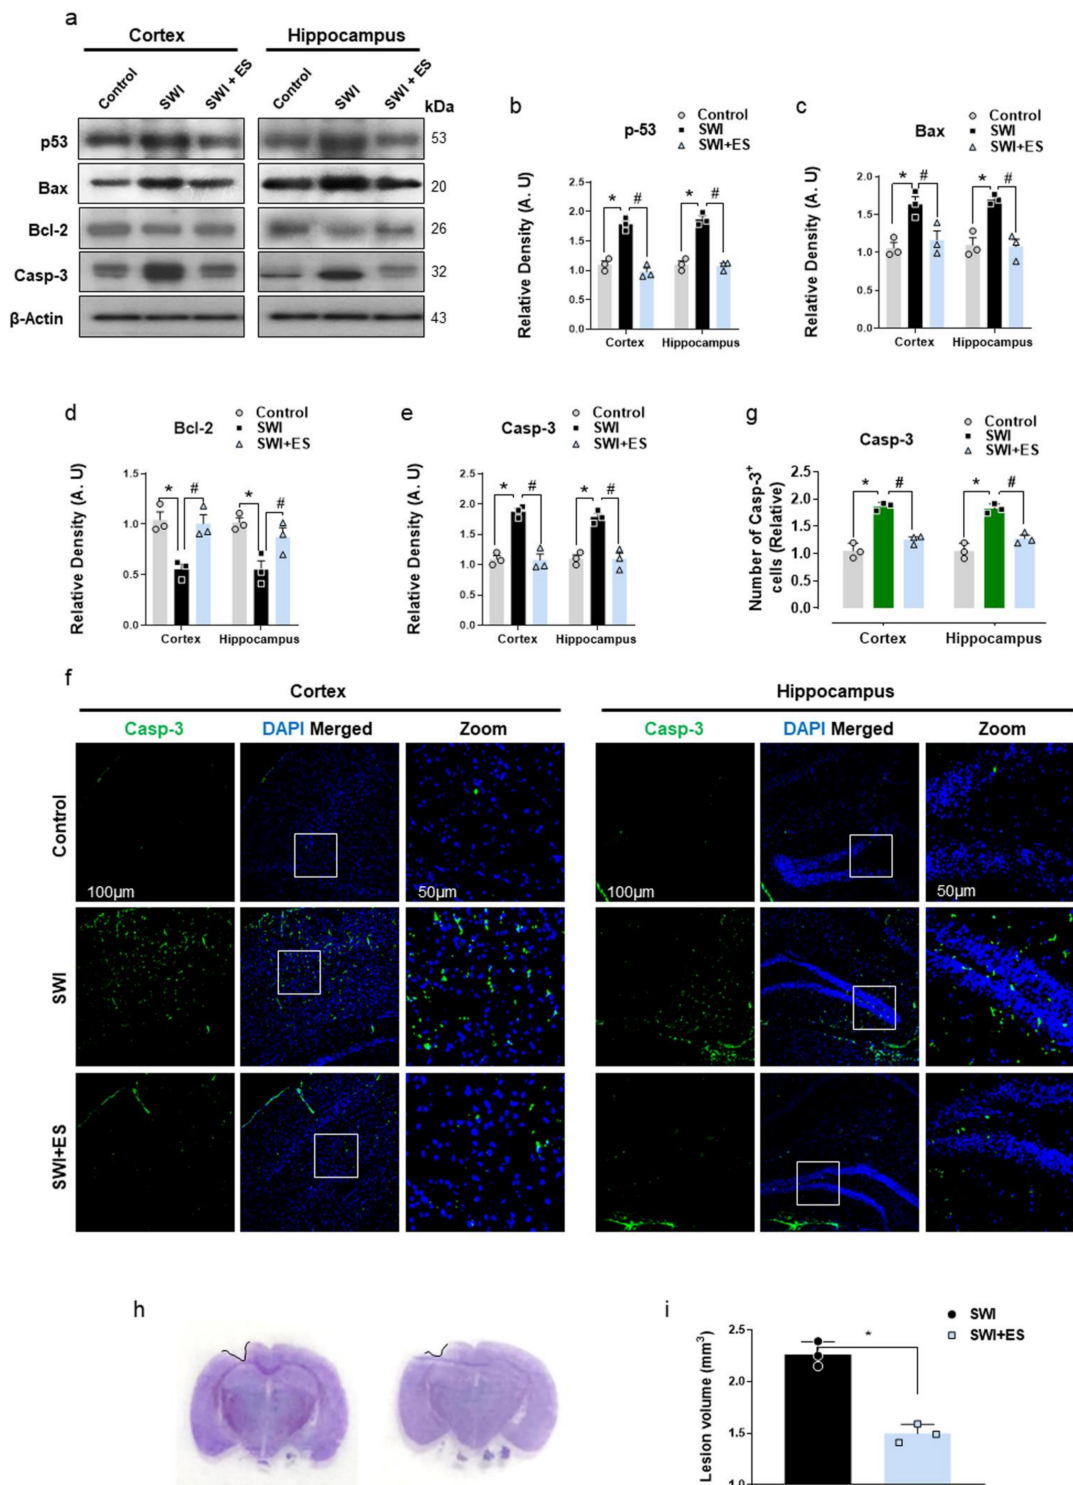 a
Cortex
Hippocampus
Control
SWI
SWI + ES
Control
SWI
SWI + ES
kDa
p53
53
Bax
20
Bcl-2
26
Casp-3
32
β-Actin
43
b
p-53
Control
SWI
SWI+ES
Relative Density (A. U)
2.5
2.0
1.5
1.0
0.5
0.0
*
#
*
#
Cortex
Hippocampus
c
Bax
Control
SWI
SWI+ES
Relative Density (A. U)
2.0
1.5
1.0
0.5
0.0
*
#
*
#
Cortex
Hippocampus
d
Bcl-2
Control
SWI
SWI+ES
Relative Density (A. U)
1.5
1.0
0.5
0.0
*
#
*
#
Cortex
Hippocampus
e
Casp-3
Control
SWI
SWI+ES
Relative Density (A. U)
2.5
2.0
1.5
1.0
0.5
0.0
*
#
*
#
Cortex
Hippocampus
g
Casp-3
Control
SWI
SWI+ES
Number of Casp-3⁺
cells (Relative)
2.5
2.0
1.5
1.0
0.5
0.0
*
#
*
#
Cortex
Hippocampus
f
Cortex
Hippocampus
Casp-3
DAPI Merged
Zoom
Casp-3
DAPI Merged
Zoom
Control
100µm
50µm
100µm
50µm
SWI
SWI+ES
h
i
SWI
SWI+ES
Lesion volume (mm³)
2.5
2.0
1.5
1.0
*